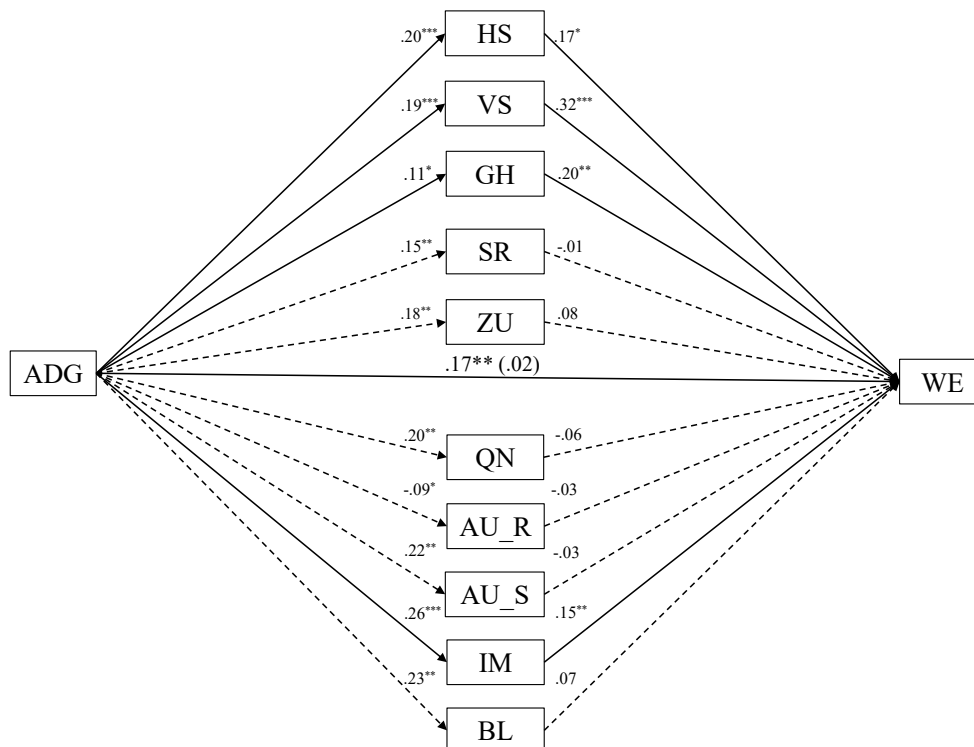 .20*** HS .17*
.19*** VS .32***
.11* GH .20**
.15** SR -.01
.18** ZU .08
.17** (.02)
ADG WE
.20** QN -.06
-.09* AU_R -.03
.22** AU_S -.03
.26*** IM .15**
.23** BL .07